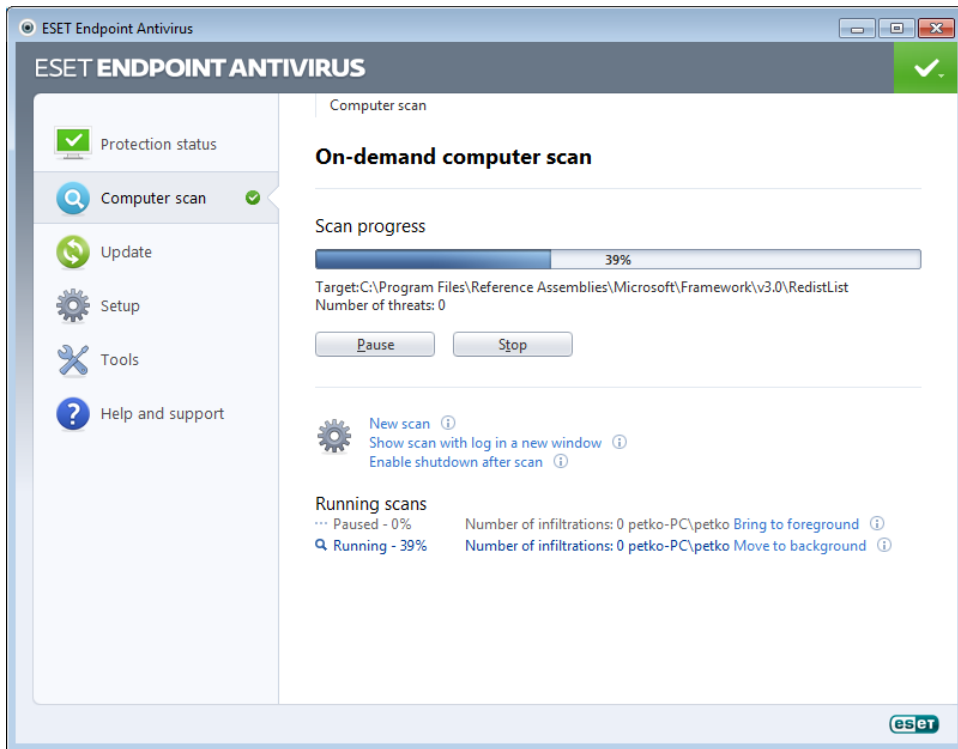 ESET Endpoint Antivirus
ESET ENDPOINT ANTIVIRUS
Protection status
Computer scan
Update
Setup
Tools
Help and support
Computer scan
On-demand computer scan
Scan progress
39%
Target:C:\Program Files\Reference Assemblies\Microsoft\Framework\v3.0\RedistList
Number of threats: 0
Pause Stop
New scan
Show scan with log in a new window
Enable shutdown after scan
Running scans
··· Paused - 0% Number of infiltrations: 0 petko-PC\petko Bring to foreground
Running - 39% Number of infiltrations: 0 petko-PC\petko Move to background
eseT